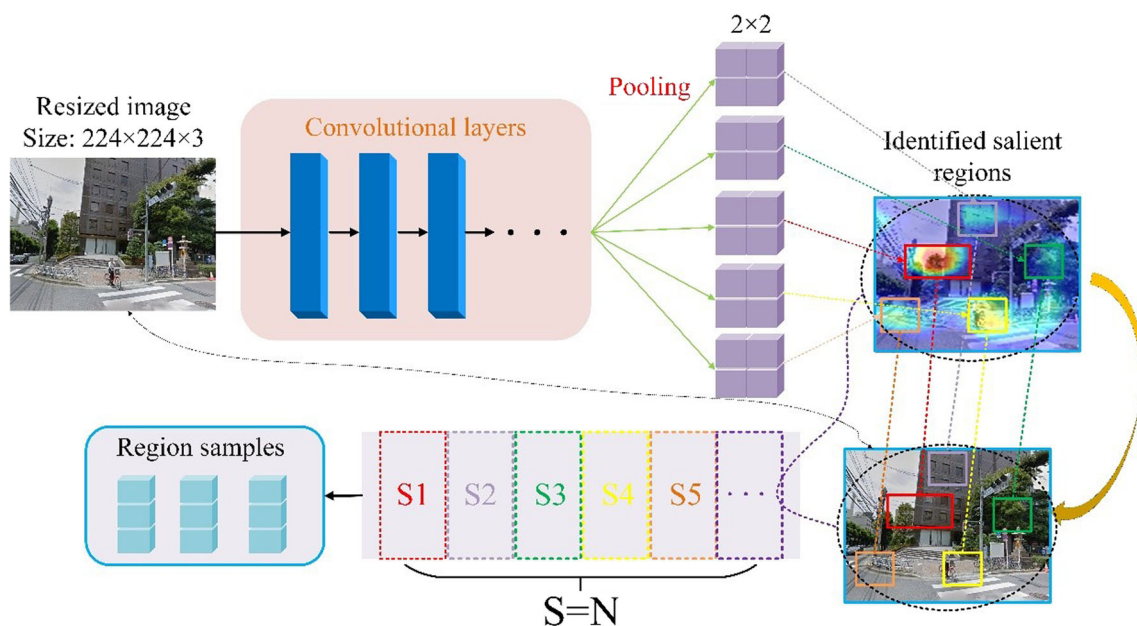 2×2
Pooling
Resized image
Size: 224×224×3
Convolutional layers
Identified salient
regions
Region samples
S1
S2
S3
S4
S5
S=N